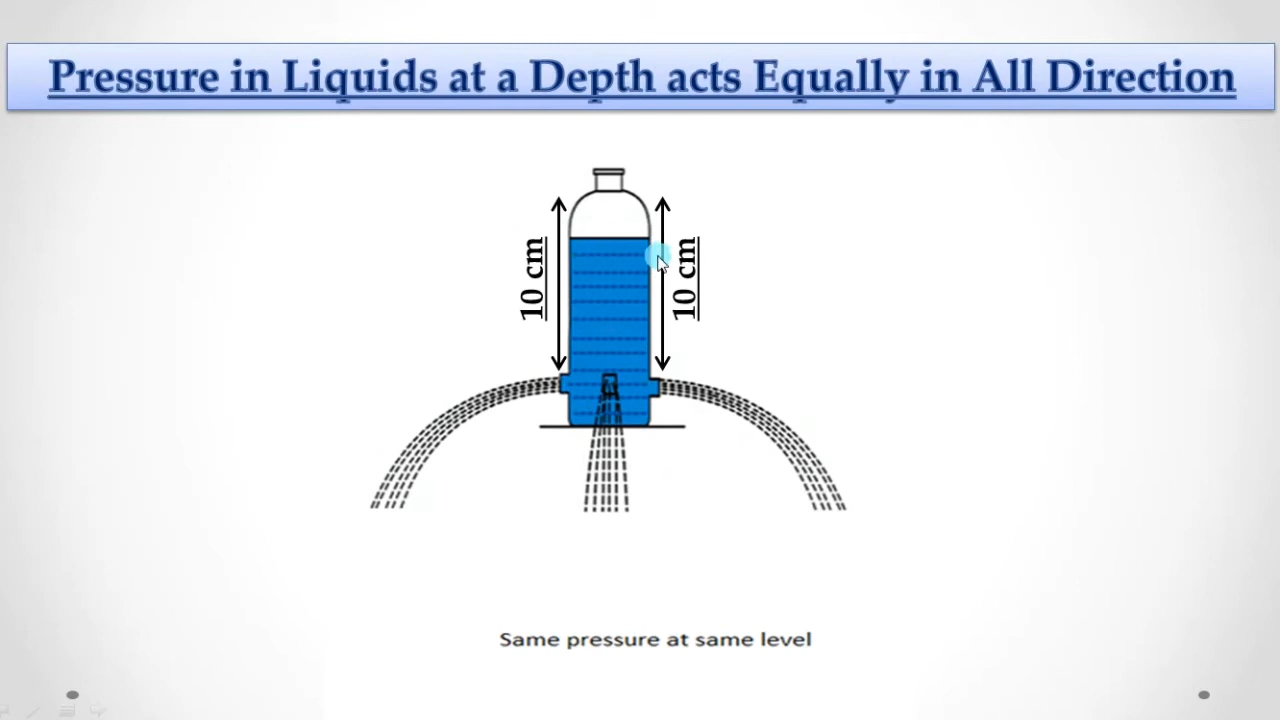 Pressure in Liquids at a Depth acts Equally in All Direction
10 cm
10 cm
Same pressure at same level